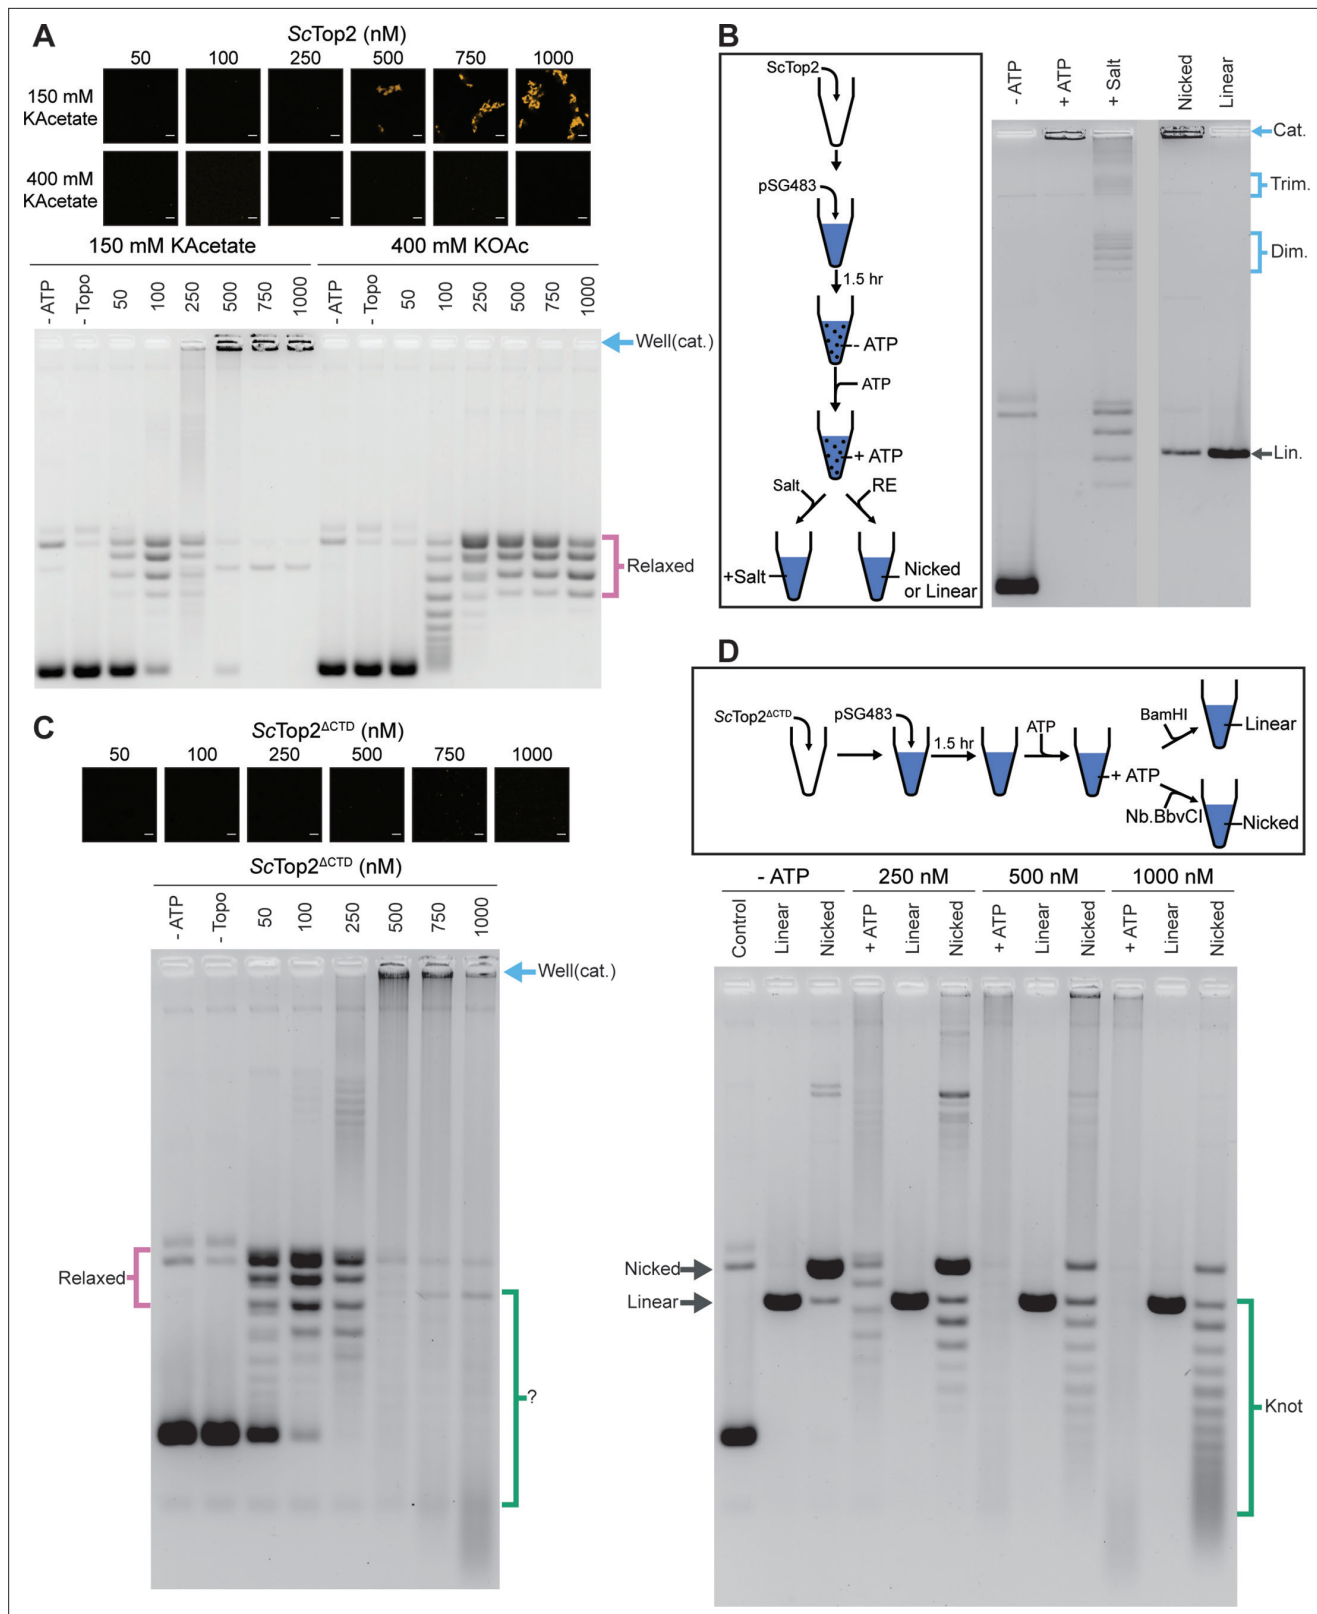 A
ScTop2 (nM)
50 100 250 500 750 1000
150 mM
KAcetate
400 mM
KAcetate
150 mM KAcetate 400 mM KOAc
- ATP - Topo 50 100 250 500 750 1000 - ATP - Topo 50 100 250 500 750 1000
Well(cat.)
Relaxed
B
ScTop2
pSG483
1.5 hr
- ATP
ATP
+ ATP
Salt RE
+Salt
Nicked
or Linear
- ATP + ATP + Salt Nicked Linear
Cat.
Trim.
Dim.
Lin.
C
ScTop2ΔCTD (nM)
50 100 250 500 750 1000
ScTop2ΔCTD (nM)
- ATP - Topo 50 100 250 500 750 1000
Well(cat.)
Relaxed
?
D
ScTop2ΔCTD pSG483 1.5 hr ATP + ATP
BamHI
Linear
Nb.BbvCI
Nicked
- ATP 250 nM 500 nM 1000 nM
Control Linear Nicked + ATP Linear Nicked + ATP Linear Nicked + ATP Linear Nicked
Nicked
Linear
Knot